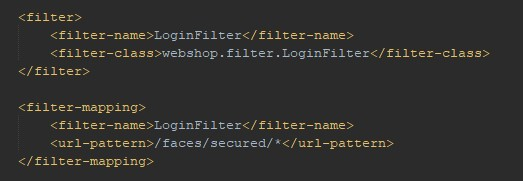 <filter>
    <filter-name>LoginFilter</filter-name>
    <filter-class>webshop.filter.LoginFilter</filter-class>
</filter>
<filter-mapping>
    <filter-name>LoginFilter</filter-name>
    <url-pattern>/faces/secured/*</url-pattern>
</filter-mapping>